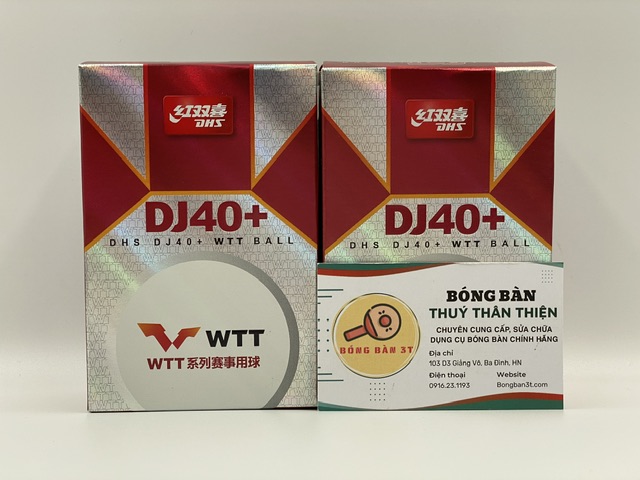 红双喜
DHS
DJ40+
DHS DJ40+ WTT BALL
WTT
WTT系列赛事用球
红双喜
DHS
DJ40+
DHS DJ40+ WTT BALL
BÓNG BÀN 3T
BÓNG BÀN
THUÝ THÂN THIỆN
CHUYÊN CUNG CẤP, SỬA CHỮA
DỤNG CỤ BÓNG BÀN CHÍNH HÃNG
Địa chỉ
103 D3 Giảng Võ, Ba Đình, HN
Điện thoại Website
0916.23.1193 Bongban3t.com